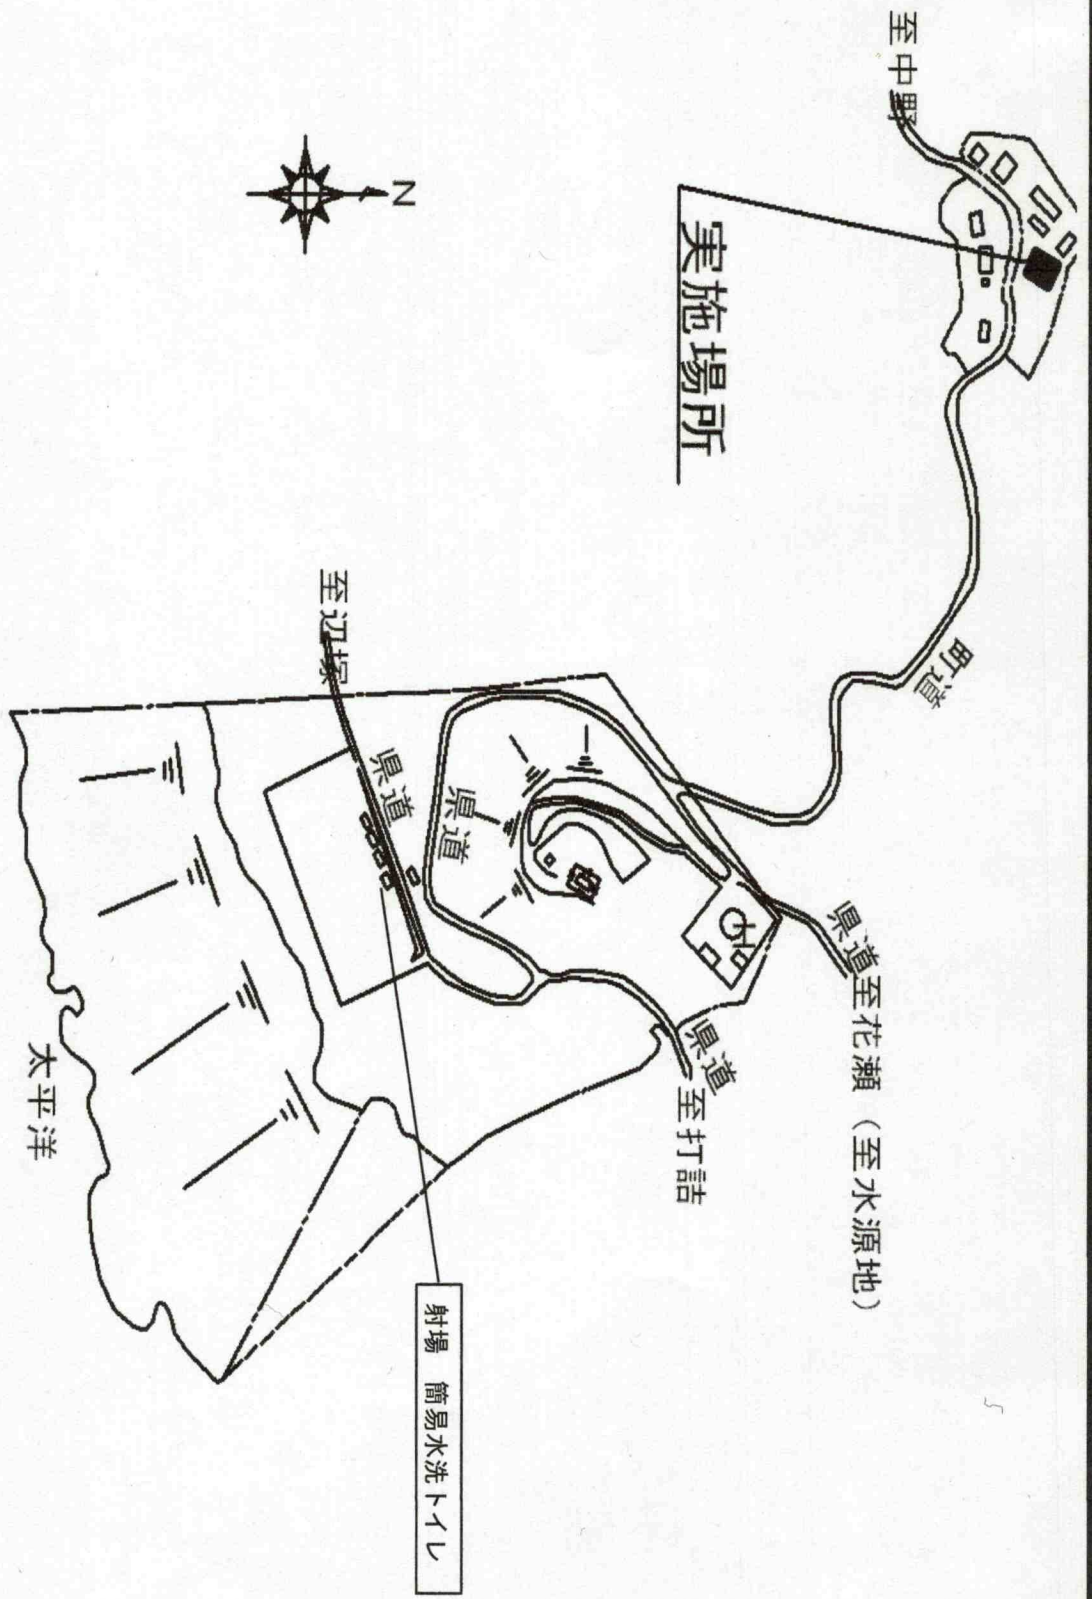 至中野
N
実施場所
町道
至辺塚
県道
県道
H
県道至花瀬（至水源地）
県道
至打詰
太平洋
射場　簡易水洗トイレ